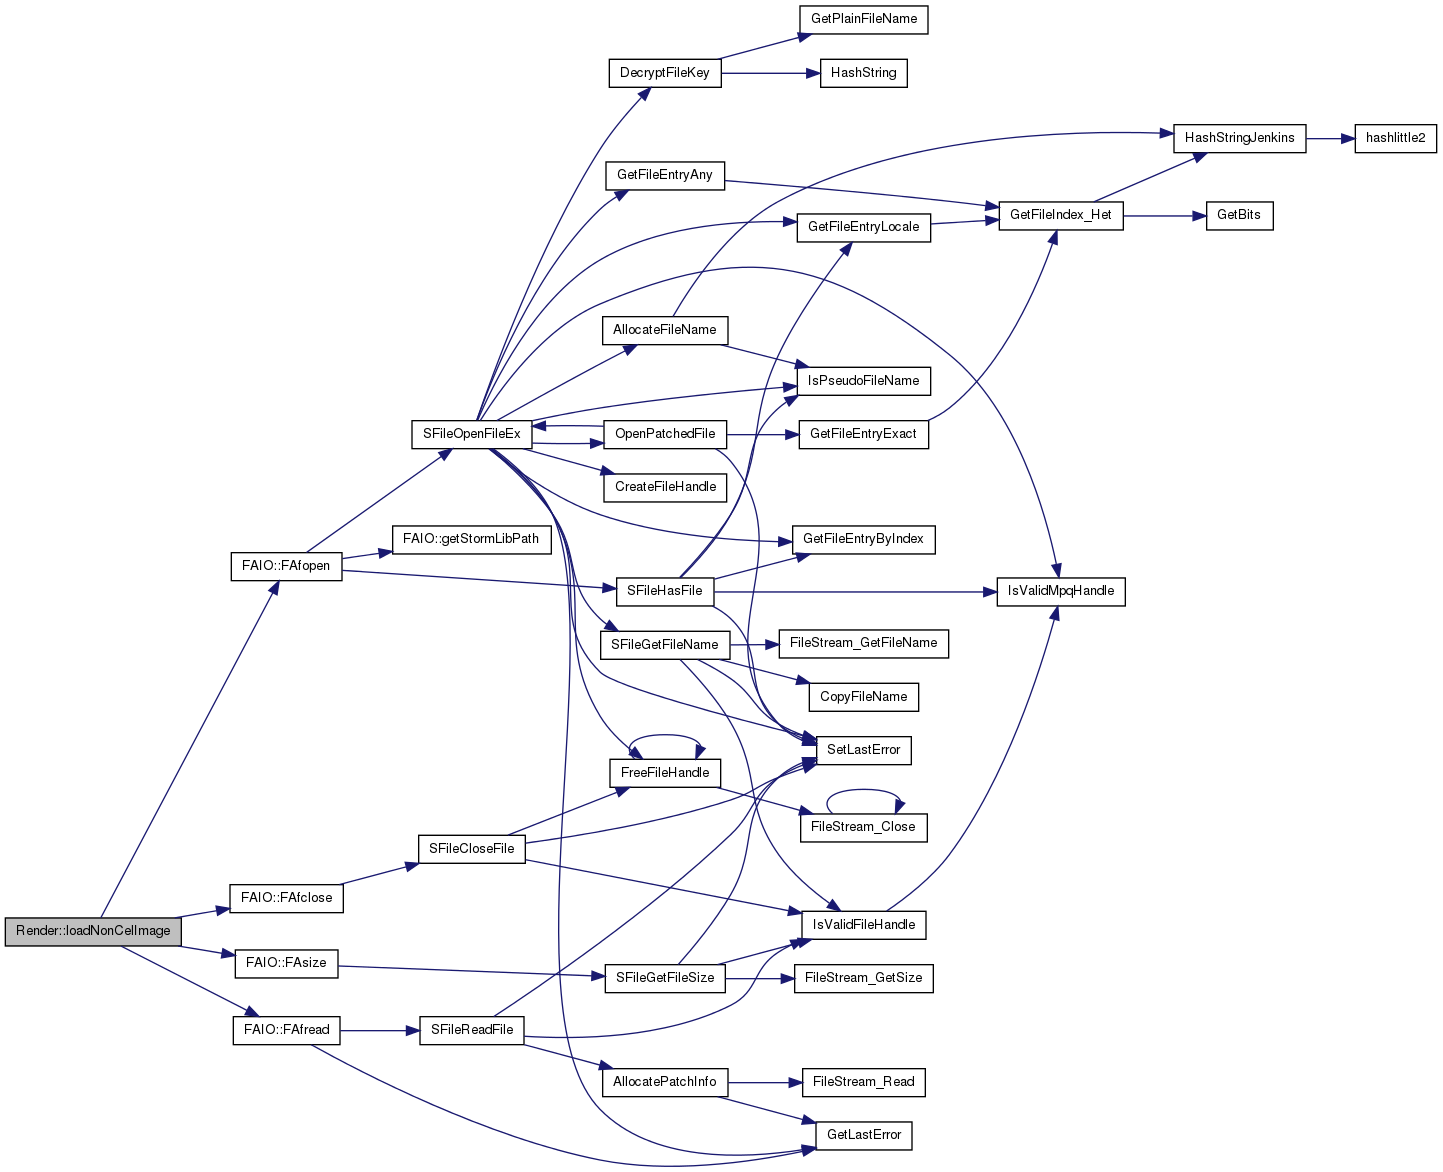 GetPlainFileName
DecryptFileKey
HashString
HashStringJenkins
hashlittle2
GetFileEntryAny
GetFileIndex_Het
GetBits
GetFileEntryLocale
AllocateFileName
IsPseudoFileName
SFileOpenFileEx
OpenPatchedFile
GetFileEntryExact
CreateFileHandle
FAIO::getStormLibPath
GetFileEntryByIndex
FAIO::FAfopen
SFileHasFile
IsValidMpqHandle
SFileGetFileName
FileStream_GetFileName
CopyFileName
SetLastError
FreeFileHandle
FileStream_Close
SFileCloseFile
FAIO::FAfclose
Render::loadNonCelImage
IsValidFileHandle
FAIO::FAsize
SFileGetFileSize
FileStream_GetSize
FAIO::FAfread
SFileReadFile
AllocatePatchInfo
FileStream_Read
GetLastError